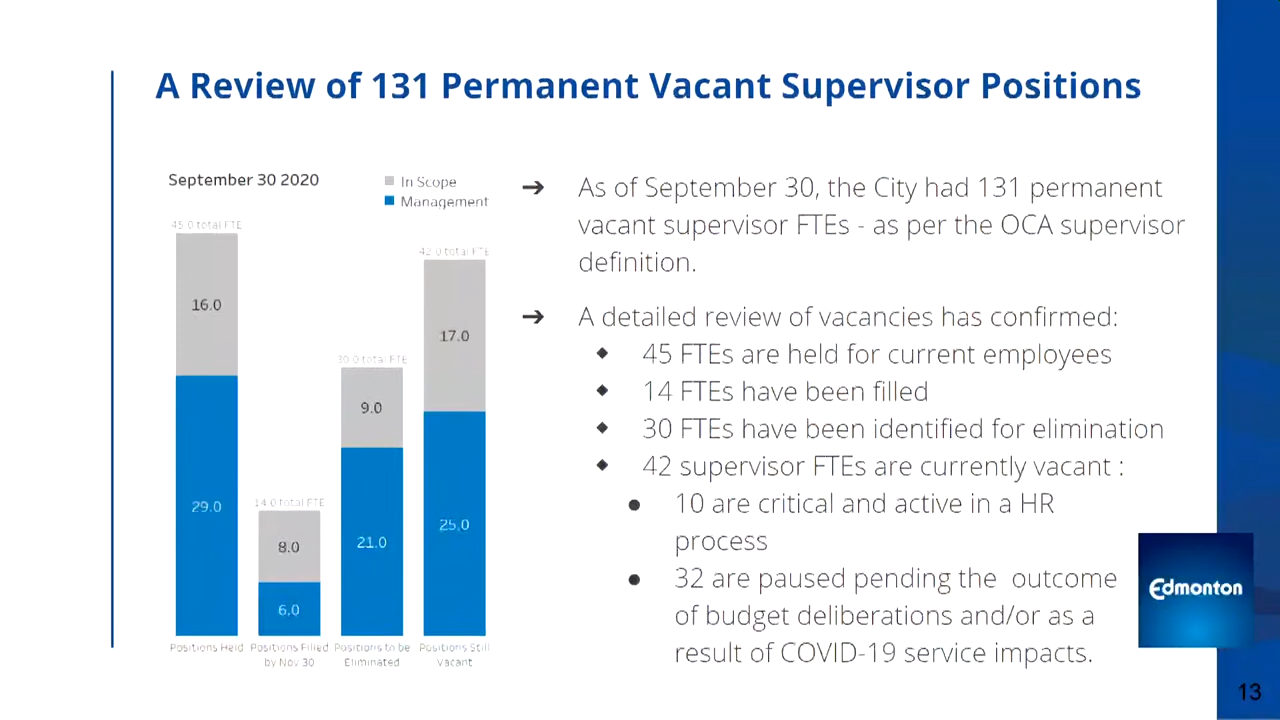 A Review of 131 Permanent Vacant Supervisor Positions
September 30 2020
In Scope
Management
45.0 total FTE
16.0
29.0
14.0 total FTE
8.0
6.0
30.0 total FTE
9.0
21.0
42.0 total FTE
17.0
25.0
Positions Held
Positions Filled
by Nov 30
Positions to be
Eliminated
Positions Still
Vacant
➔ As of September 30, the City had 131 permanent
vacant supervisor FTEs - as per the OCA supervisor
definition.
➔ A detailed review of vacancies has confirmed:
◆ 45 FTEs are held for current employees
◆ 14 FTEs have been filled
◆ 30 FTEs have been identified for elimination
◆ 42 supervisor FTEs are currently vacant :
● 10 are critical and active in a HR
process
● 32 are paused pending the  outcome
of budget deliberations and/or as a
result of COVID-19 service impacts.
Edmonton
13